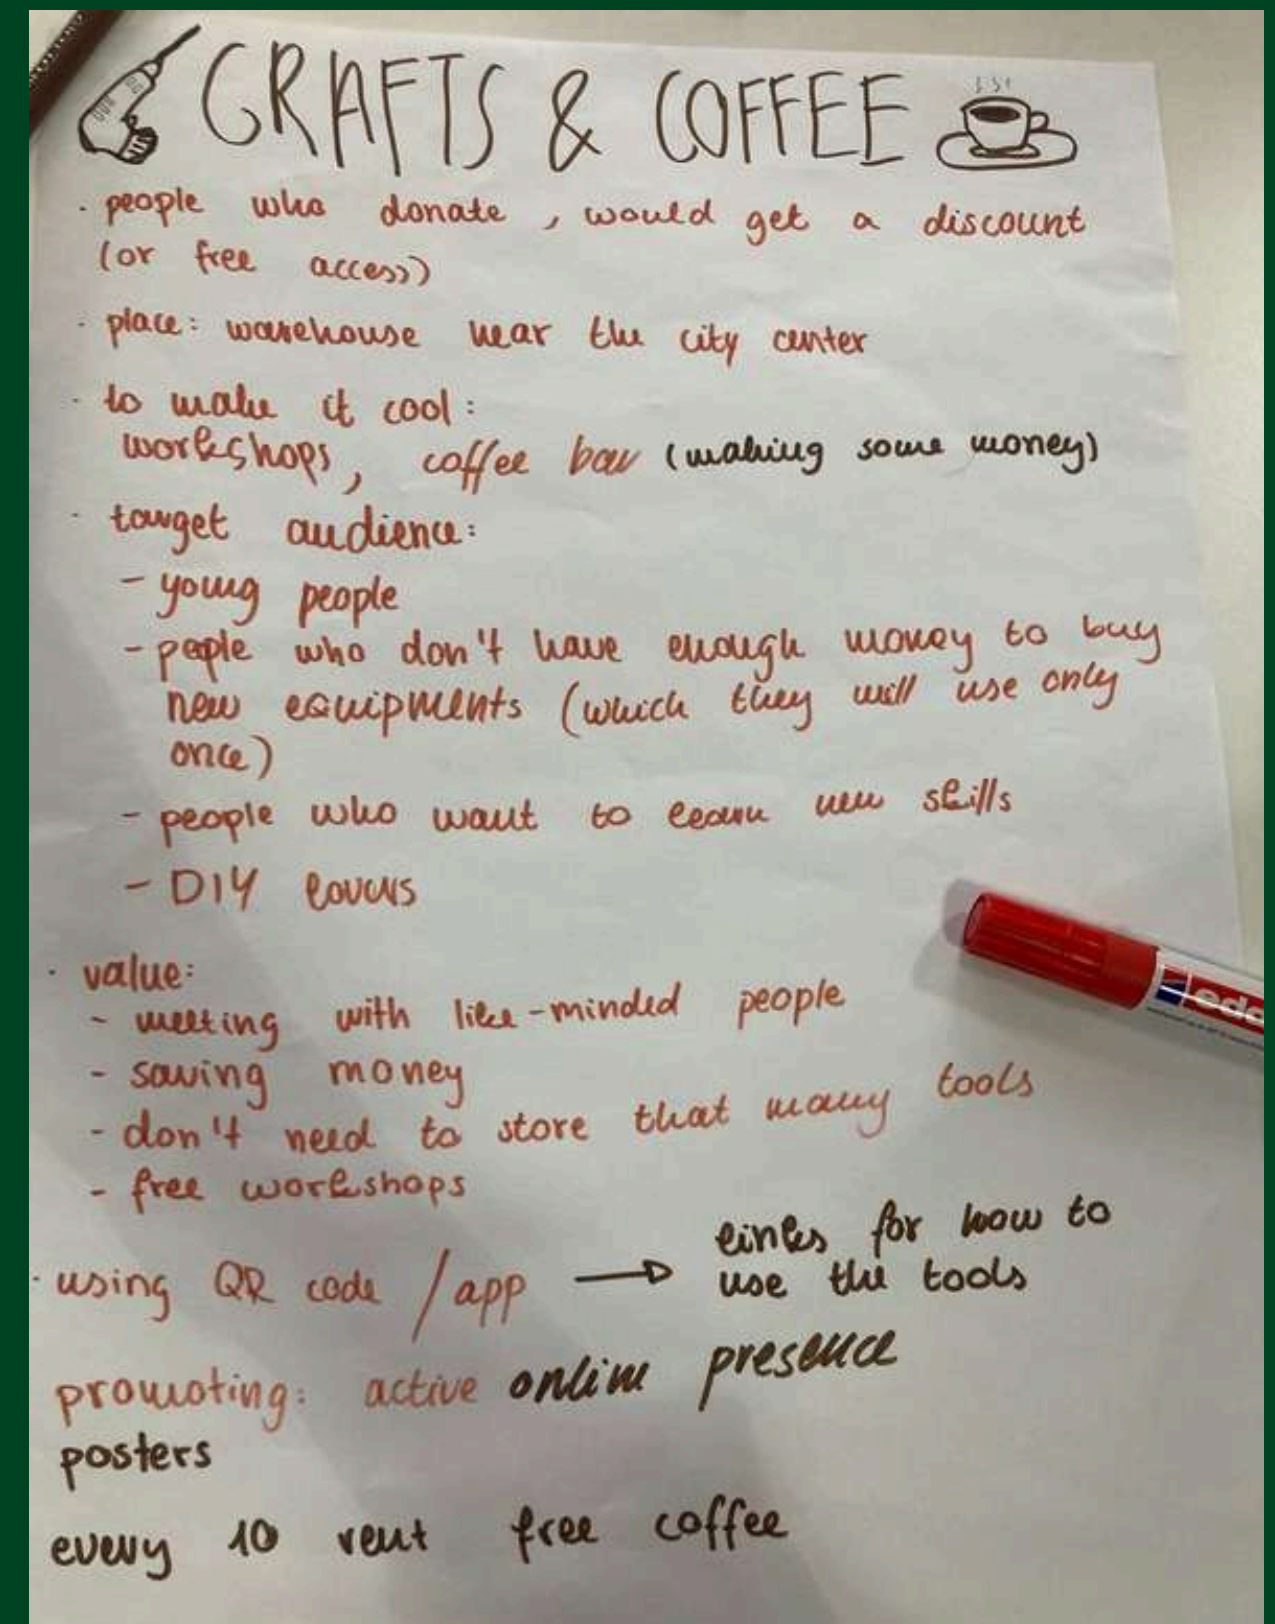 CRAFTS & COFFEE
· people who donate, would get a discount
(or free access)
· place: warehouse near the city center
· to make it cool:
workshops, coffee bar (making some money)
· target audience:
- young people
- people who don't have enough money to buy
new equipments (which they will use only
once)
- people who want to learn new skills
- DIY lovers
· value:
- meeting with like-minded people
- saving money
- don't need to store that many tools
- free workshops
· using QR code / app → links for how to
use the tools
promoting: active online presence
posters
every 10 rent free coffee